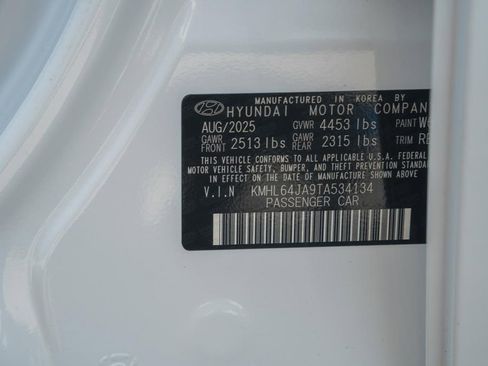 MANUFACTURED IN KOREA BY
HYUNDAI MOTOR COMPAN
AUG/2025 GVWR 4453 lbs PAINT W
GAWR FRONT 2513 lbs GAWR REAR 2315 lbs TRIM RE
THIS VEHICLE CONFORMS TO ALL APPLICABLE U.S.A. FEDERAL
MOTOR VEHICLE SAFETY, BUMPER, AND THEFT PREVENTION STANDARD
IN EFFECT ON THE DATE OF MANUFACTURE SHOWN ABOVE
V.I.N KMHL64JA9TA534134
PASSENGER CAR